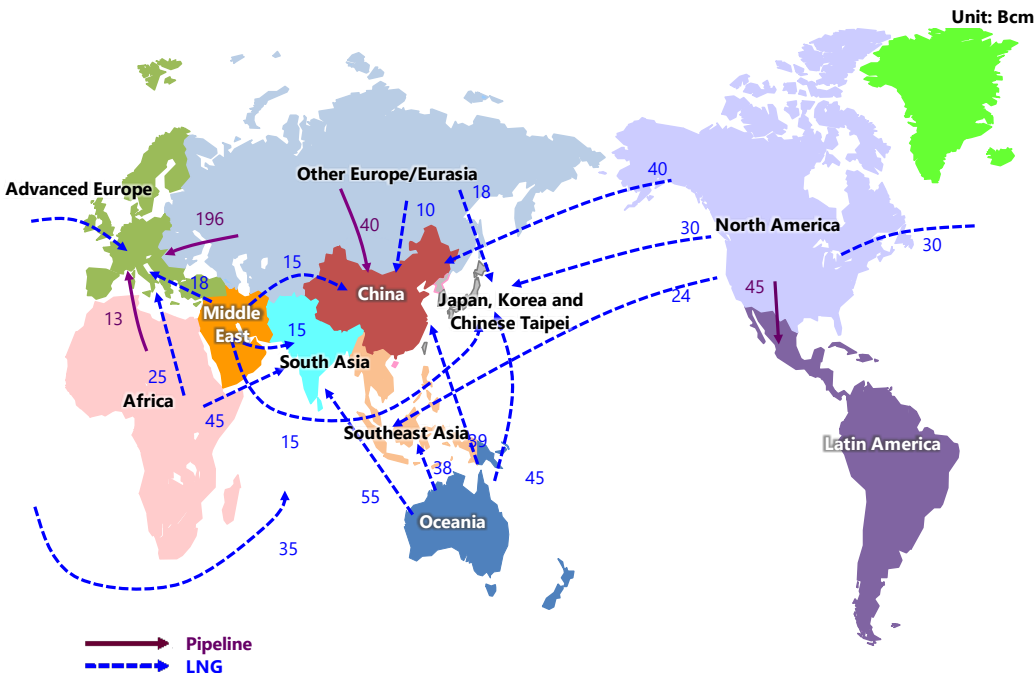 Unit: Bcm
Other Europe/Eurasia
40
Advanced Europe
18
196
10
North America
40
30
30
15
18
China
45
24
Middle
East
Japan, Korea and
Chinese Taipei
13
15
South Asia
25
Africa
45
15
Southeast Asia
39
Latin America
38
45
55
Oceania
35
Pipeline
LNG